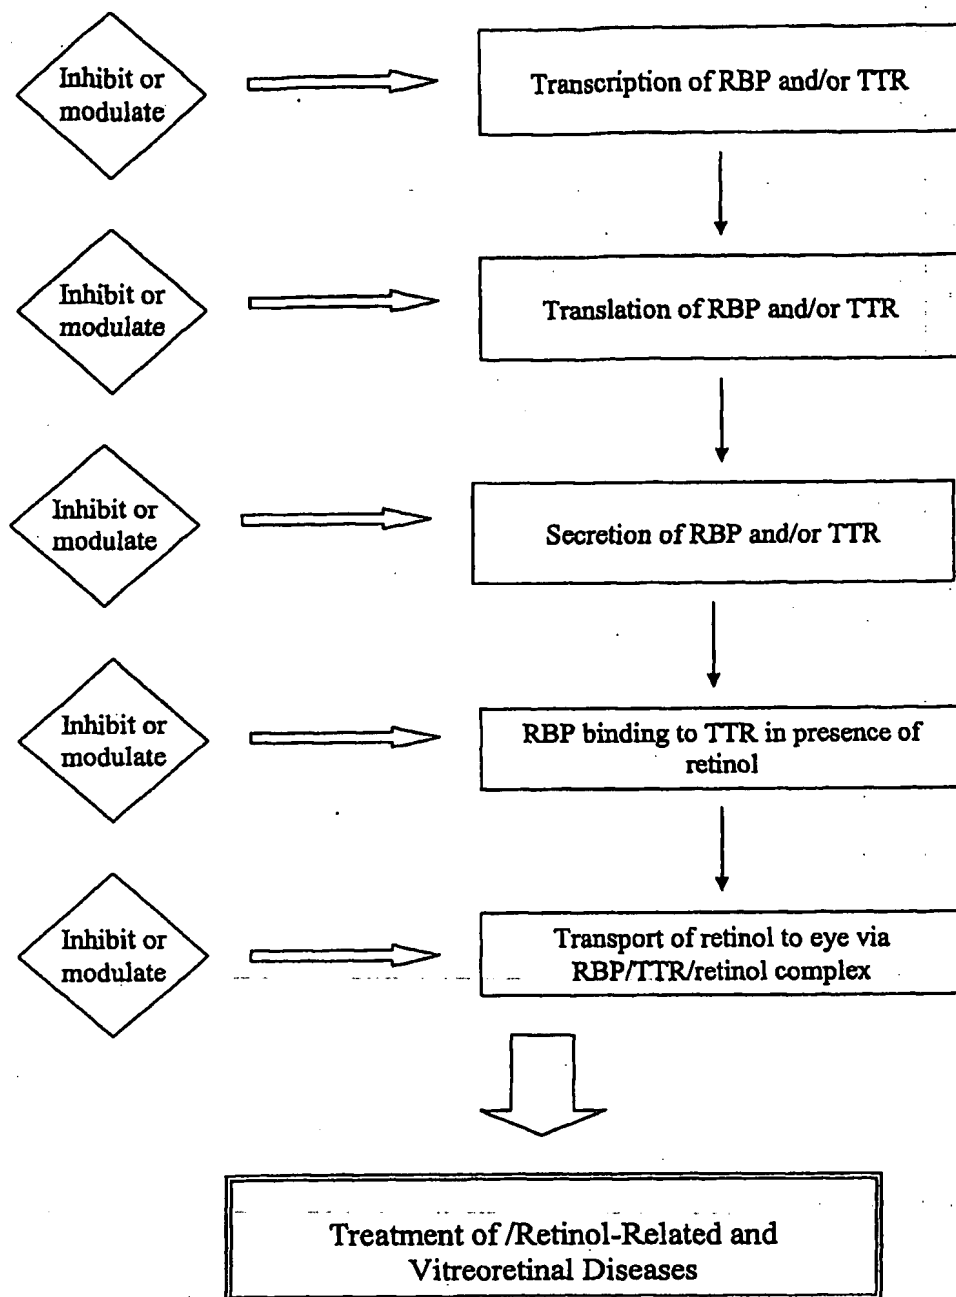 Inhibit or
modulate
Transcription of RBP and/or TTR
Inhibit or
modulate
Translation of RBP and/or TTR
Inhibit or
modulate
Secretion of RBP and/or TTR
Inhibit or
modulate
RBP binding to TTR in presence of
retinol
Inhibit or
modulate
Transport of retinol to eye via
RBP/TTR/retinol complex
Treatment of /Retinol-Related and
Vitreoretinal Diseases